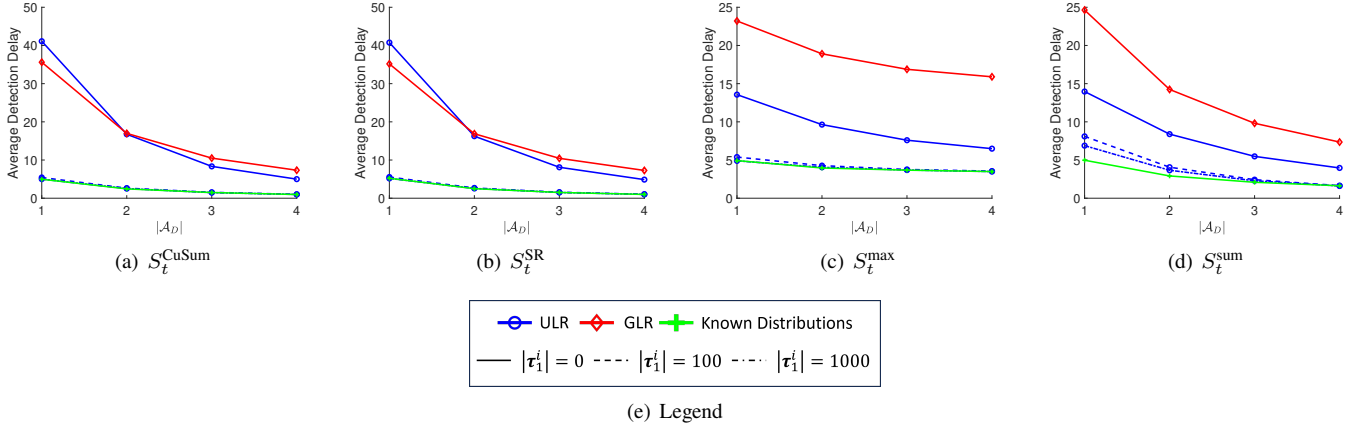 Average Detection Delay
50
40
30
20
10
0
1 2 3 4
|𝒜_D|
(a) S_t^CuSum
Average Detection Delay
50
40
30
20
10
0
1 2 3 4
|𝒜_D|
(b) S_t^SR
Average Detection Delay
25
20
15
10
5
0
1 2 3 4
|𝒜_D|
(c) S_t^max
Average Detection Delay
25
20
15
10
5
0
1 2 3 4
|𝒜_D|
(d) S_t^sum
ULR GLR Known Distributions
|τ_1^i| = 0 |τ_1^i| = 100 |τ_1^i| = 1000
(e) Legend